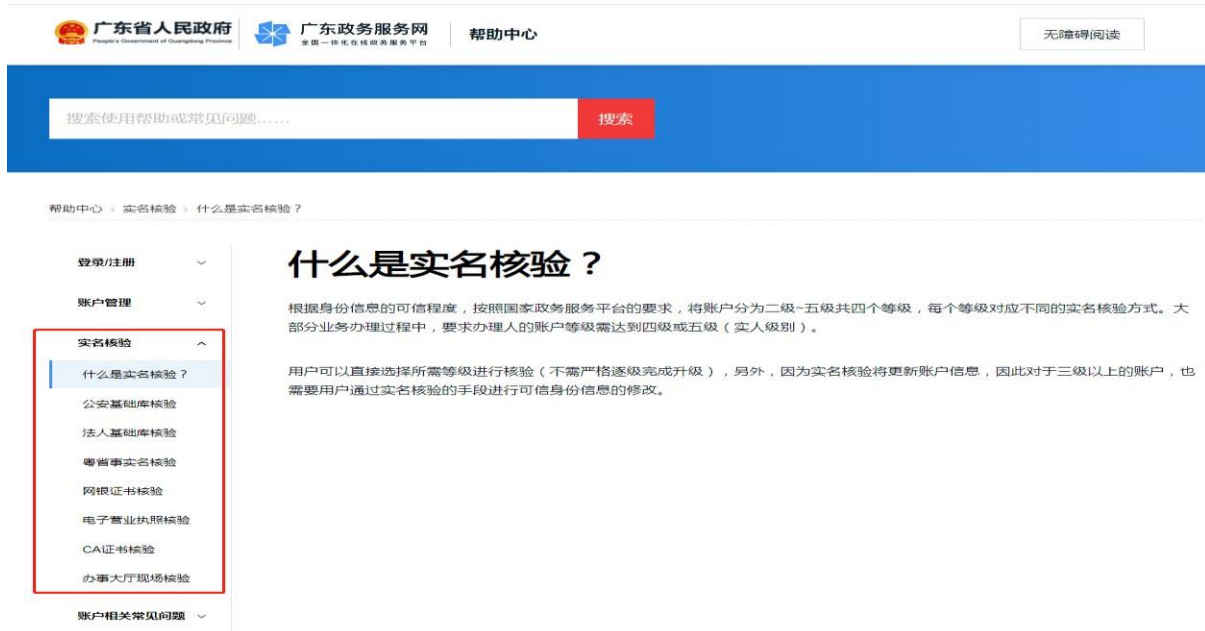 广东省人民政府
People's Government of Guangdong Province
广东政务服务网
全国一体化在线政务服务平台
帮助中心
无障碍阅读
搜索使用帮助或常见问题……
搜索
帮助中心 > 实名核验 > 什么是实名核验？
登录/注册
账户管理
实名核验
什么是实名核验？
公安基础库核验
法人基础库核验
粤省事实名核验
网银证书核验
电子营业执照核验
CA证书核验
办事大厅现场核验
账户相关常见问题
什么是实名核验？
根据身份信息的可信程度，按照国家政务服务平台的要求，将账户分为二级~五级共四个等级，每个等级对应不同的实名核验方式。大
部分业务办理过程中，要求办理人的账户等级需达到四级或五级（实人级别）。
用户可以直接选择所需等级进行核验（不需严格逐级完成升级），另外，因为实名核验将更新账户信息，因此对于三级以上的账户，也
需要用户通过实名核验的手段进行可信身份信息的修改。